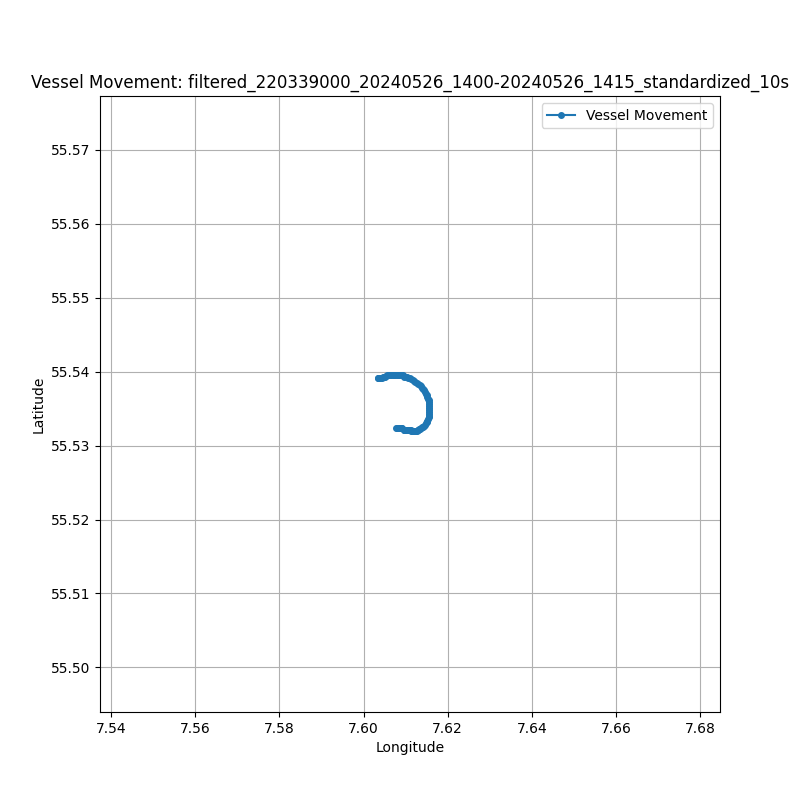 Vessel Movement: filtered_220339000_20240526_1400-20240526_1415_standardized_10s
Vessel Movement
55.57
55.56
55.55
55.54
55.53
55.52
55.51
55.50
Latitude
7.54 7.56 7.58 7.60 7.62 7.64 7.66 7.68
Longitude